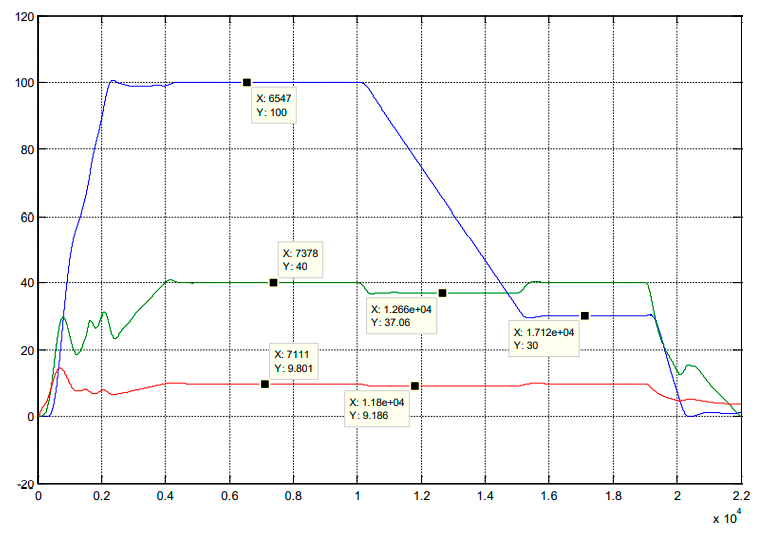 120
100
X: 6547
Y: 100
80
60
X: 7378
Y: 40
40
X: 1.266e+04
Y: 37.06
X: 1.712e+04
Y: 30
20
X: 7111
Y: 9.801
X: 1.18e+04
Y: 9.186
0
-20
0 0.2 0.4 0.6 0.8 1 1.2 1.4 1.6 1.8 2 2.2
x 10^4